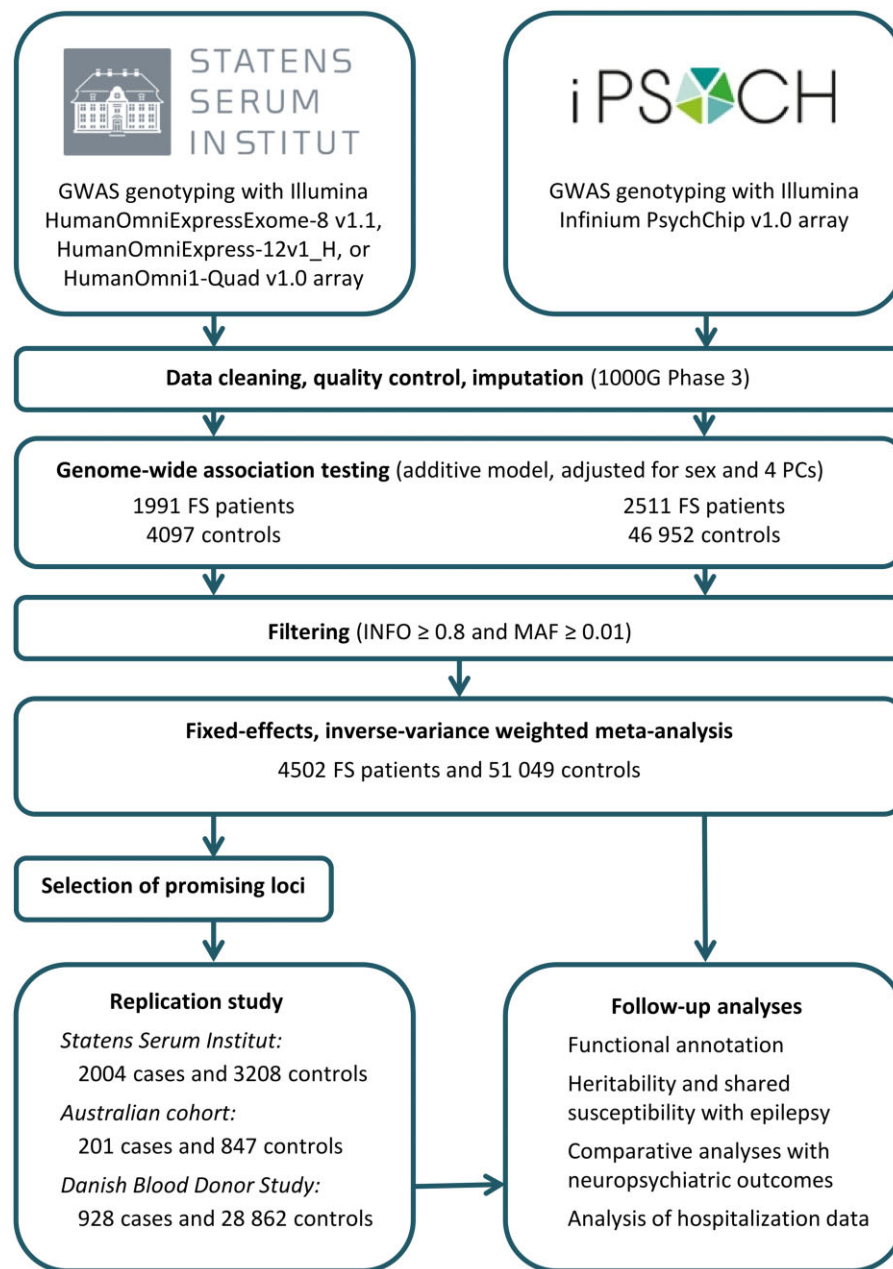 STATENS
SERUM
INSTITUT
GWAS genotyping with Illumina
HumanOmniExpressExome-8 v1.1,
HumanOmniExpress-12v1_H, or
HumanOmni1-Quad v1.0 array
iPSYCH
GWAS genotyping with Illumina
Infinium PsychChip v1.0 array
Data cleaning, quality control, imputation (1000G Phase 3)
Genome-wide association testing (additive model, adjusted for sex and 4 PCs)
1991 FS patients
4097 controls
2511 FS patients
46 952 controls
Filtering (INFO ≥ 0.8 and MAF ≥ 0.01)
Fixed-effects, inverse-variance weighted meta-analysis
4502 FS patients and 51 049 controls
Selection of promising loci
Replication study
Statens Serum Institut:
2004 cases and 3208 controls
Australian cohort:
201 cases and 847 controls
Danish Blood Donor Study:
928 cases and 28 862 controls
Follow-up analyses
Functional annotation
Heritability and shared
susceptibility with epilepsy
Comparative analyses with
neuropsychiatric outcomes
Analysis of hospitalization data